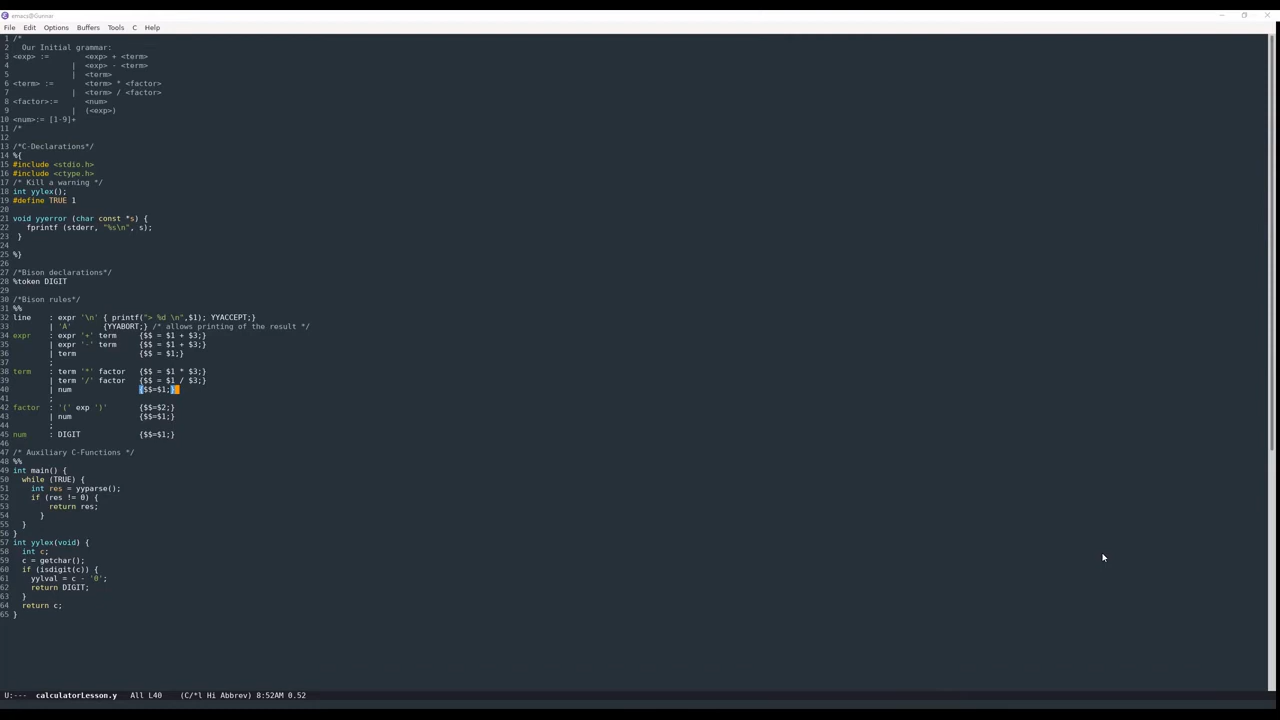 emacs@Gunnar
File Edit Options Buffers Tools C Help
1 /*
2   Our Initial grammar:
3 <exp> :=        <exp> + <term>
4              |  <exp> - <term>
5              |  <term>
6 <term> :=       <term> * <factor>
7              |  <term> / <factor>
8 <factor>:=      <num>
9              |  (<exp>)
10 <num>:= [1-9]+
11 /*
12
13 /*C-Declarations*/
14 %{
15 #include <stdio.h>
16 #include <ctype.h>
17 /* Kill a warning */
18 int yylex();
19 #define TRUE 1
20
21 void yyerror (char const *s) {
22    fprintf (stderr, "%s\n", s);
23  }
24
25 %}
26
27 /*Bison declarations*/
28 %token DIGIT
29
30 /*Bison rules*/
31 %%
32 line    : expr '\n' { printf("> %d \n",$1); YYACCEPT;}
33         | 'A'       {YYABORT;} /* allows printing of the result */
34 expr    : expr '+' term     {$$ = $1 + $3;}
35         | expr '-' term     {$$ = $1 + $3;}
36         | term              {$$ = $1;}
37         ;
38 term    : term '*' factor   {$$ = $1 * $3;}
39         | term '/' factor   {$$ = $1 / $3;}
40         | num               {$$=$1;}
41         ;
42 factor  : '(' exp ')'       {$$=$2;}
43         | num               {$$=$1;}
44         ;
45 num     : DIGIT             {$$=$1;}
46
47 /* Auxiliary C-Functions */
48 %%
49 int main() {
50   while (TRUE) {
51     int res = yyparse();
52     if (res != 0) {
53         return res;
54       }
55   }
56 }
57 int yylex(void) {
58   int c;
59   c = getchar();
60   if (isdigit(c)) {
61     yylval = c - '0';
62     return DIGIT;
63   }
64   return c;
65 }
U:---  calculatorLesson.y   All L40    (C/*l Hi Abbrev) 8:52AM 0.52